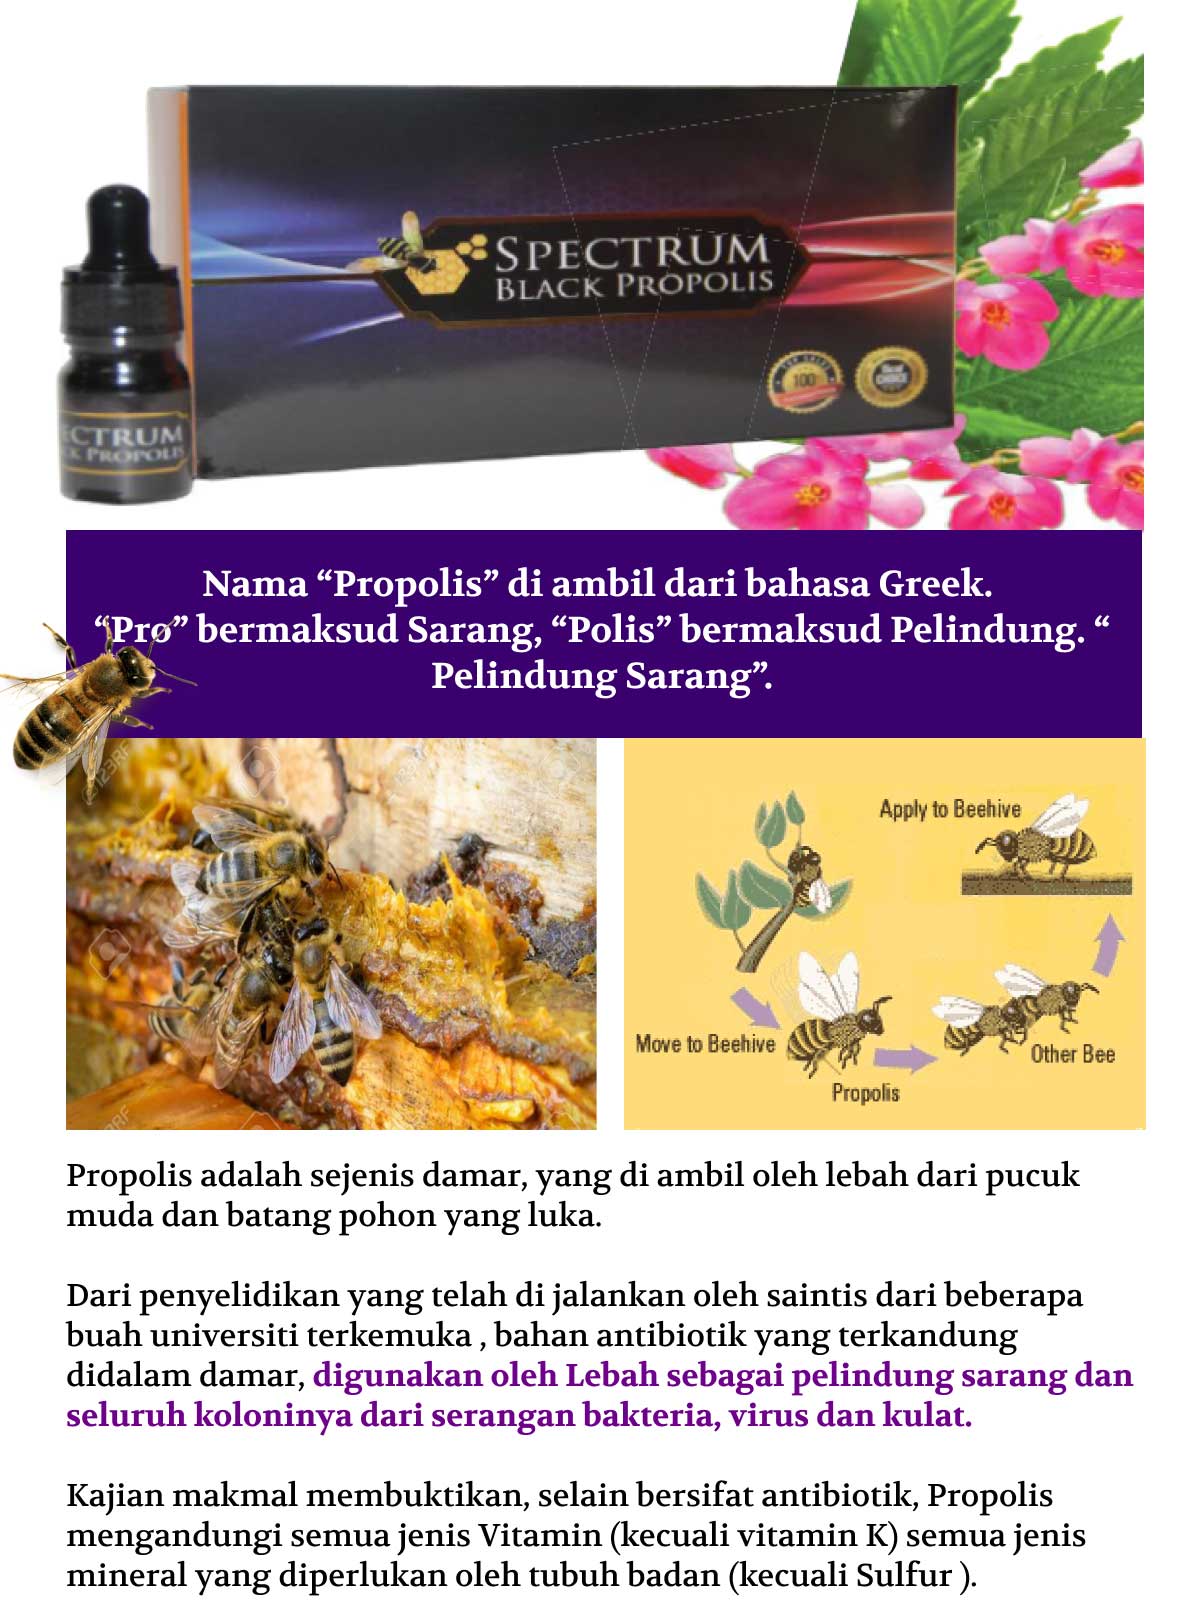 SPECTRUM
BLACK PROPOLIS
100
CHOICE
ECTRUM
CK PROPOLIS
Nama “Propolis” di ambil dari bahasa Greek.
“Pro” bermaksud Sarang, “Polis” bermaksud Pelindung. “
Pelindung Sarang”.
123RF
Apply to Beehive
Move to Beehive
Other Bee
Propolis
Propolis adalah sejenis damar, yang di ambil oleh lebah dari pucuk
muda dan batang pohon yang luka.
Dari penyelidikan yang telah di jalankan oleh saintis dari beberapa
buah universiti terkemuka , bahan antibiotik yang terkandung
didalam damar, digunakan oleh Lebah sebagai pelindung sarang dan
seluruh koloninya dari serangan bakteria, virus dan kulat.
Kajian makmal membuktikan, selain bersifat antibiotik, Propolis
mengandungi semua jenis Vitamin (kecuali vitamin K) semua jenis
mineral yang diperlukan oleh tubuh badan (kecuali Sulfur ).